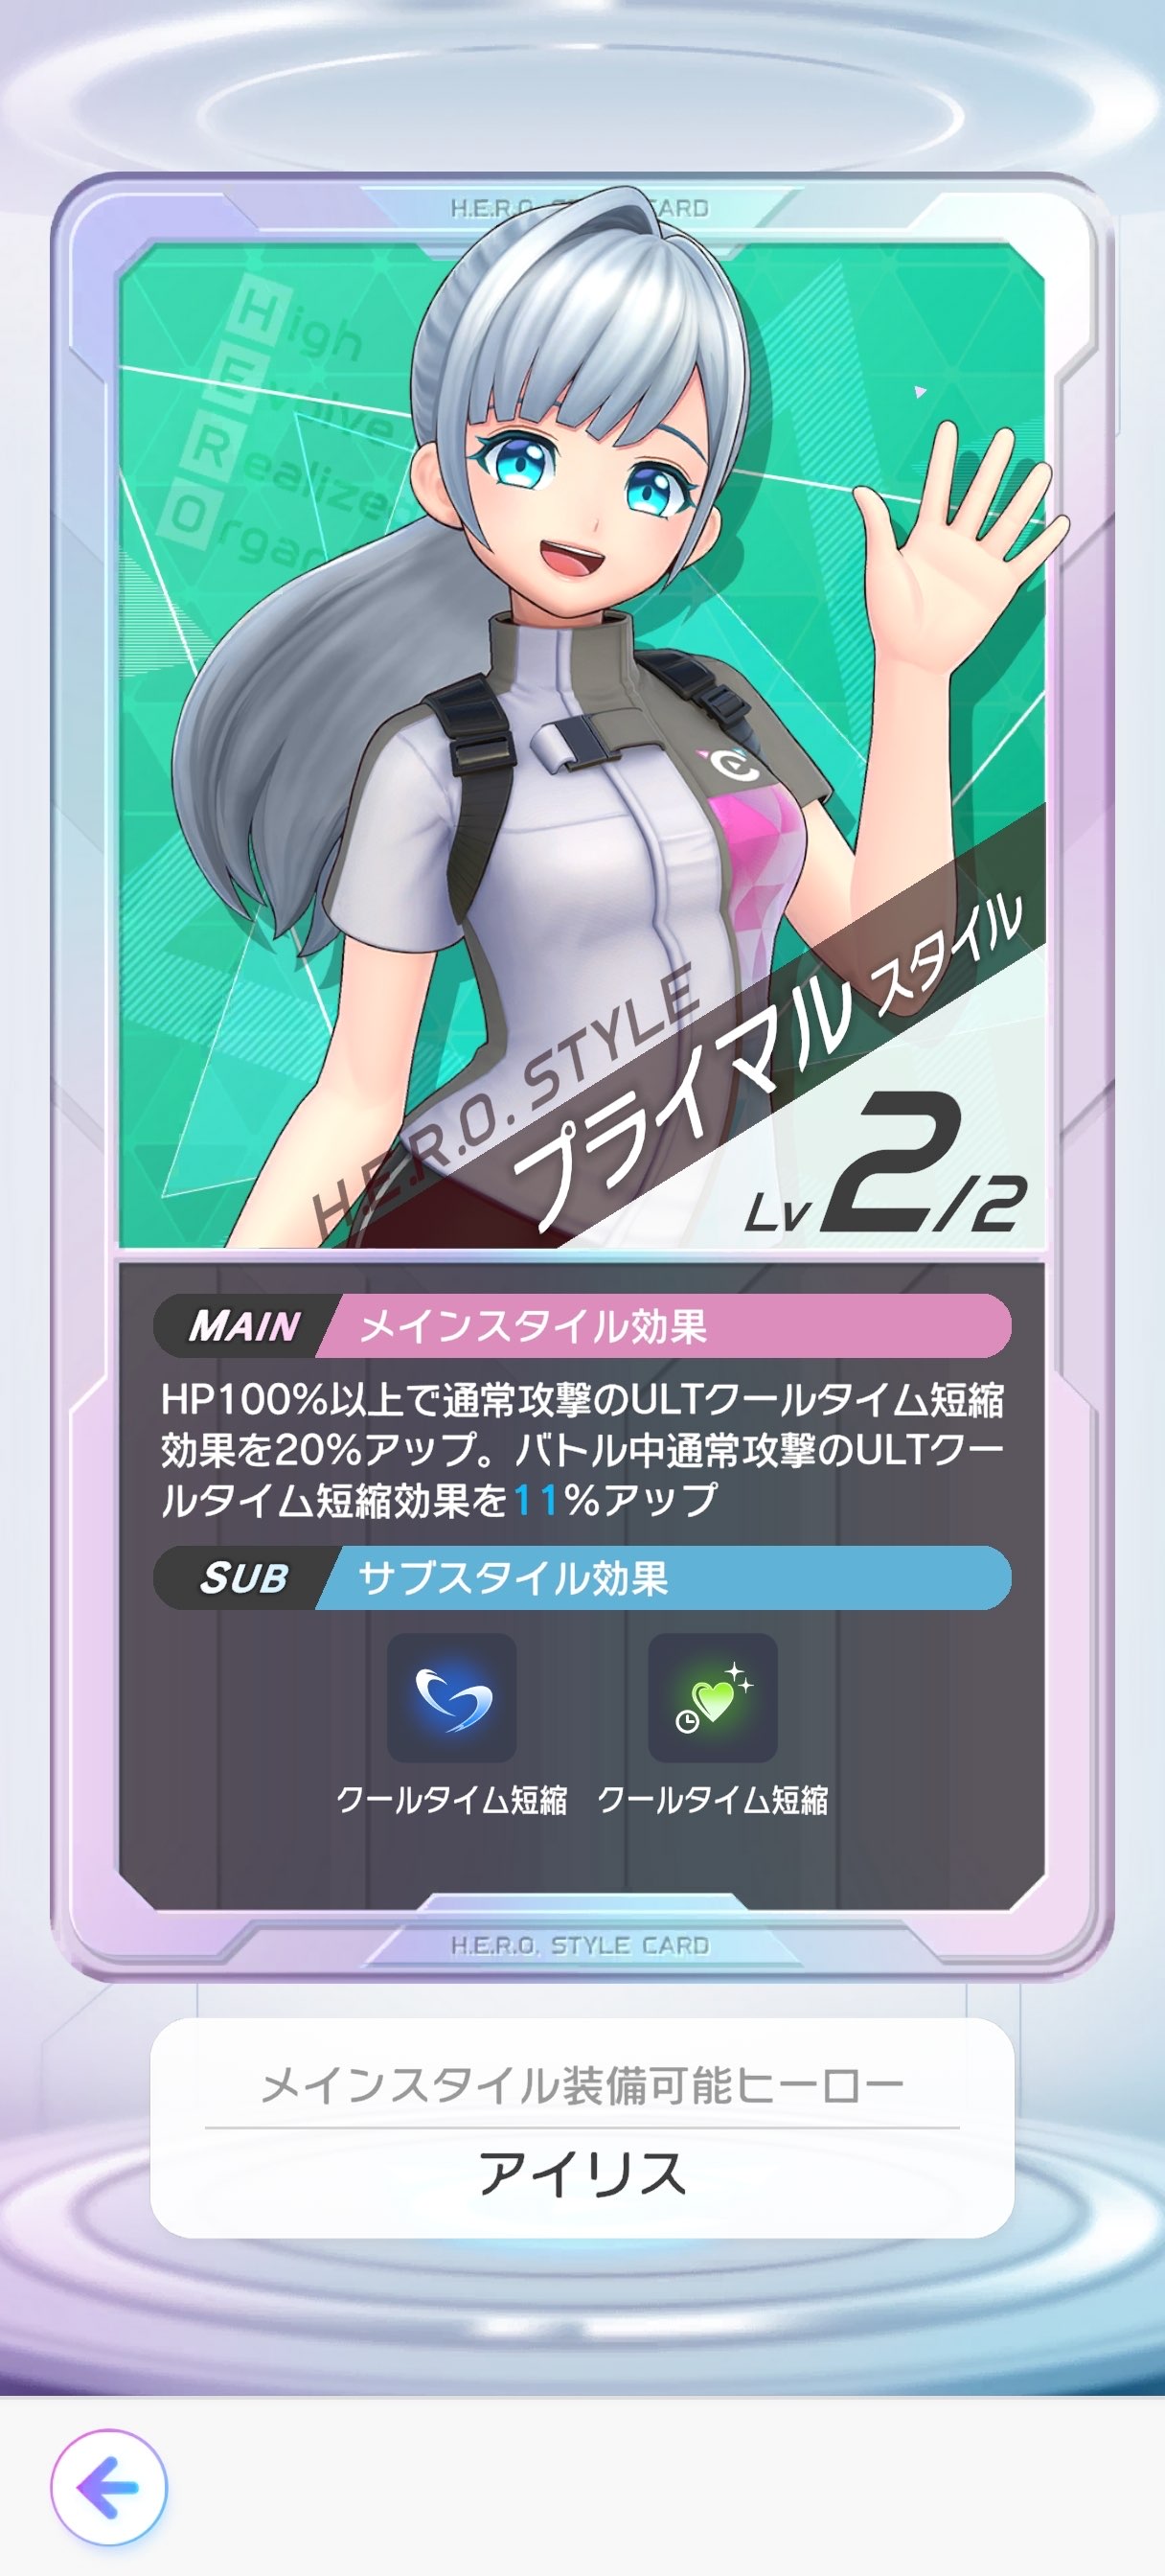 H.E.R.O. CARD
High
Evolve
Realize
Organ
H.E.R.O. STYLE
プライマル スタイル
Lv 2/2
MAIN メインスタイル効果
HP100%以上で通常攻撃のULTクールタイム短縮
効果を20%アップ。バトル中通常攻撃のULTクー
ルタイム短縮効果を11%アップ
SUB サブスタイル効果
クールタイム短縮 クールタイム短縮
H.E.R.O. STYLE CARD
メインスタイル装備可能ヒーロー
アイリス